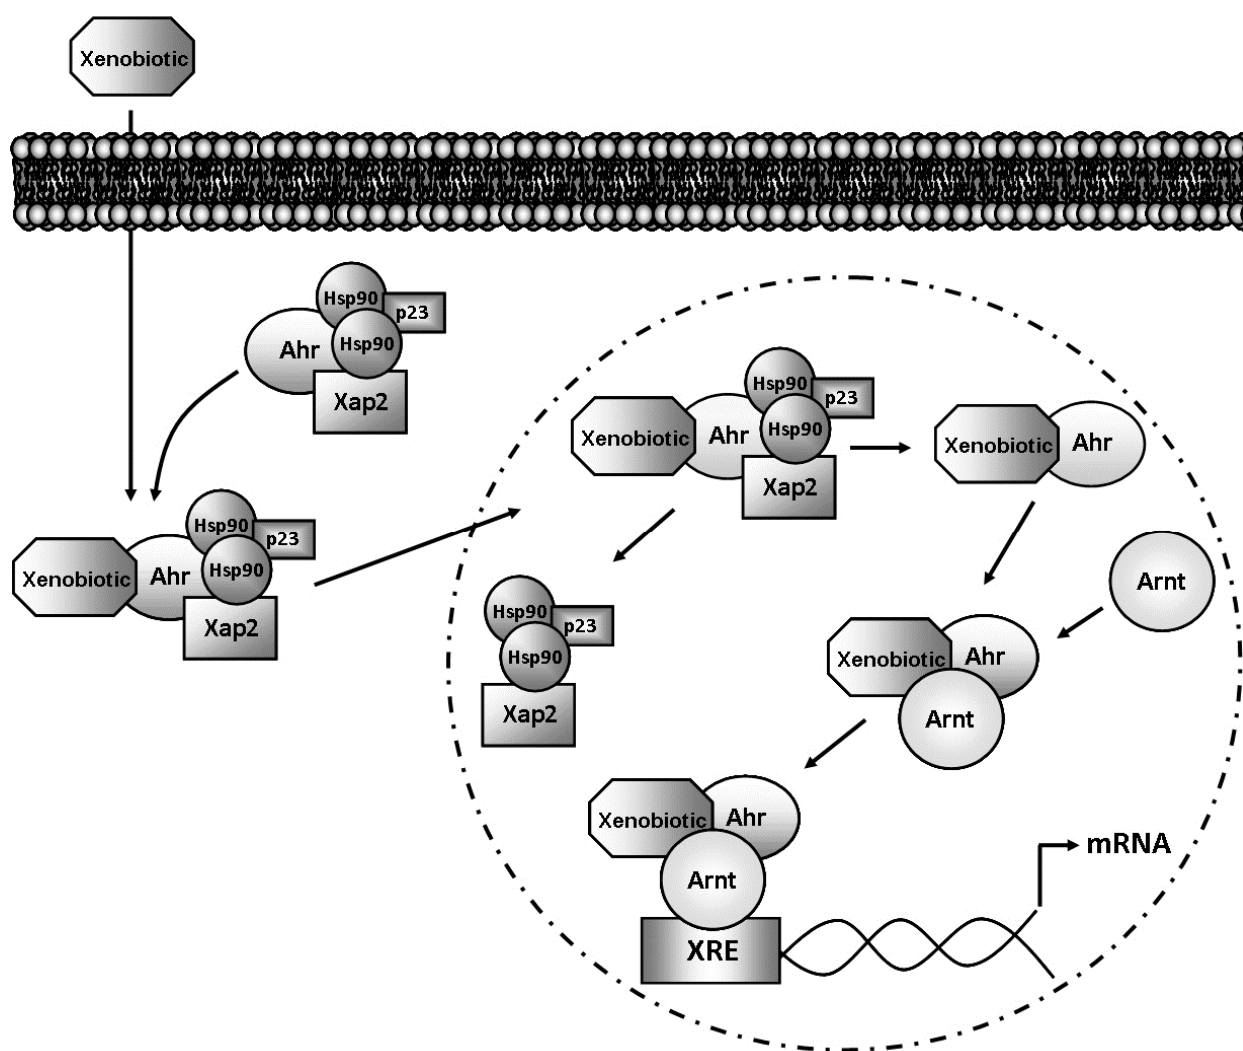 Xenobiotic
Hsp90
p23
Ahr
Hsp90
Xap2
Hsp90
p23
Xenobiotic
Ahr
Hsp90
Xap2
Hsp90
p23
Xenobiotic
Ahr
Hsp90
Xap2
Xenobiotic
Ahr
Hsp90
p23
Hsp90
Xap2
Arnt
Xenobiotic
Ahr
Arnt
Xenobiotic
Ahr
Arnt
XRE
mRNA